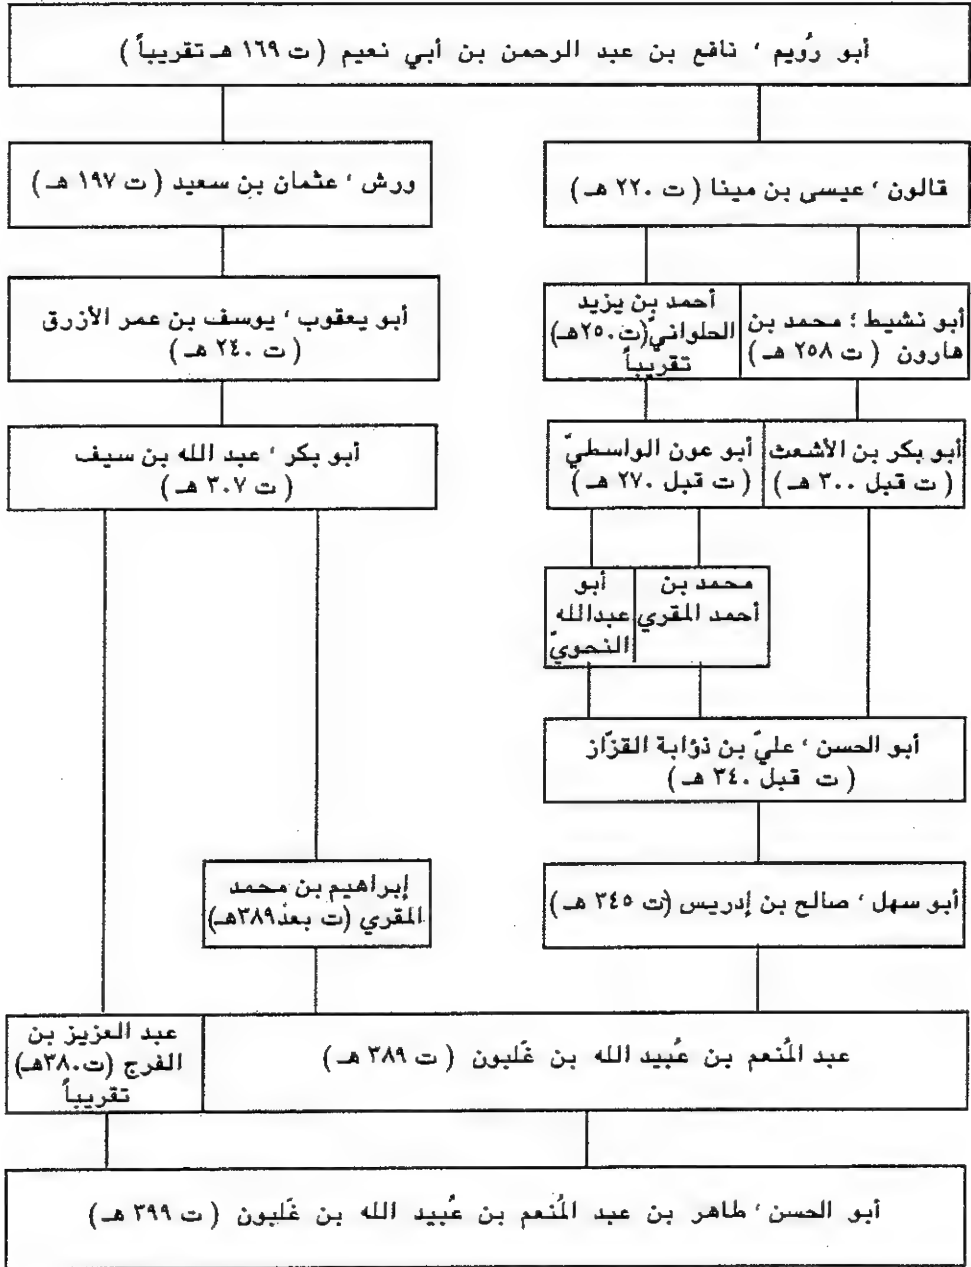 أبو رُويم ، نافع بن عبد الرحمن بن أبي نعيم ( ت ١٦٩ هـ تقريباً )
قالون ، عيسى بن مينا ( ت ٢٢٠ هـ )
ورش ، عثمان بن سعيد ( ت ١٩٧ هـ )
أبو نشيط ؛ محمد بن
هارون ( ت ٢٥٨ هـ )
أحمد بن يزيد
الحلوانيّ (ت ٢٥٠هـ)
تقريباً
أبو يعقوب ، يوسف بن عمر الأزرق
( ت ٢٤٠ هـ )
أبو بكر بن الأشعث
( ت قبل ٣٠٠ هـ )
أبو عون الواسطيّ
( ت قبل ٢٧٠ هـ )
أبو بكر ، عبد الله بن سيف
( ت ٣٠٧ هـ )
محمد بن
أحمد المقري
أبو
عبدالله
النحويّ
أبو الحسن ، عليّ بن ذؤابة القزّاز
( ت قبل ٣٤٠ هـ )
أبو سهل ، صالح بن إدريس (ت ٣٤٥ هـ )
إبراهيم بن محمد
المقري (ت بعد ٣٨٩هـ)
عبد المُنعم بن عُبيد الله بن غَلبون ( ت ٣٨٩ هـ )
عبد العزيز بن
الفرج (ت ٣٨٠هـ)
تقريباً
أبو الحسن ، طاهر بن عبد المُنعم بن عُبيد الله بن غَلبون ( ت ٣٩٩ هـ )